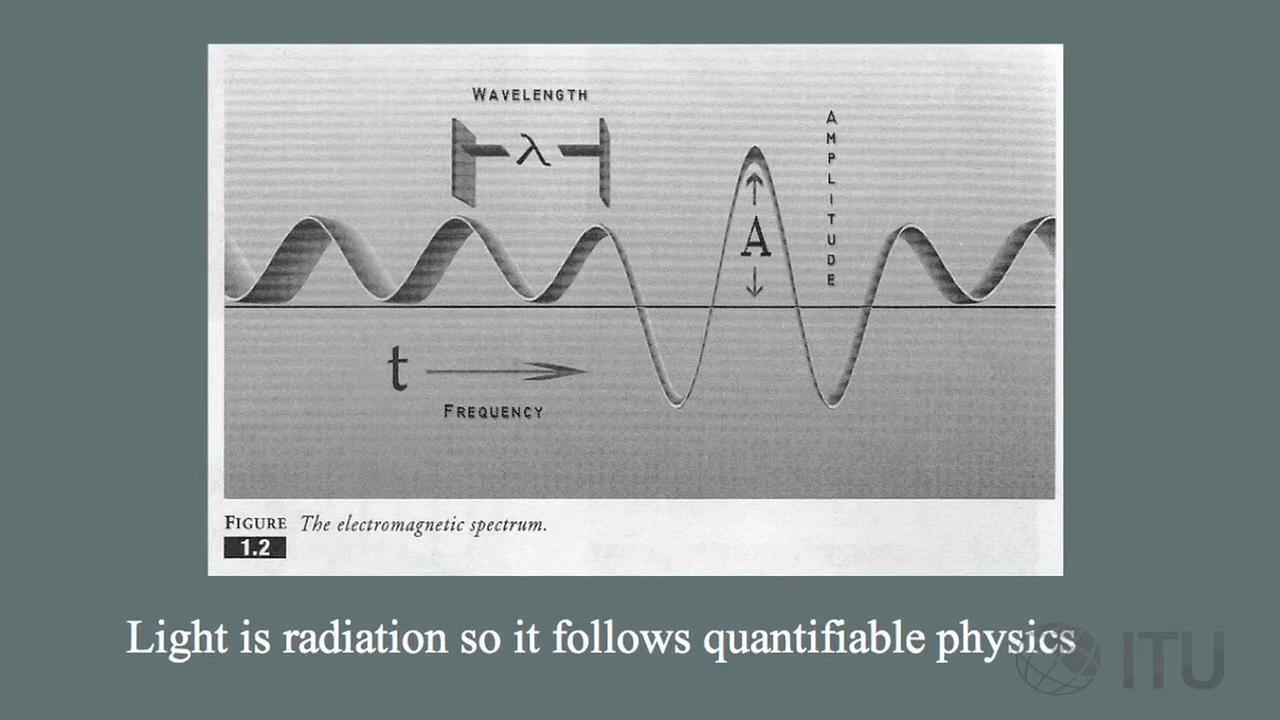 WAVELENGTH
λ
AMPLITUDE
A
t
FREQUENCY
FIGURE The electromagnetic spectrum.
1.2
Light is radiation so it follows quantifiable physics
ITU